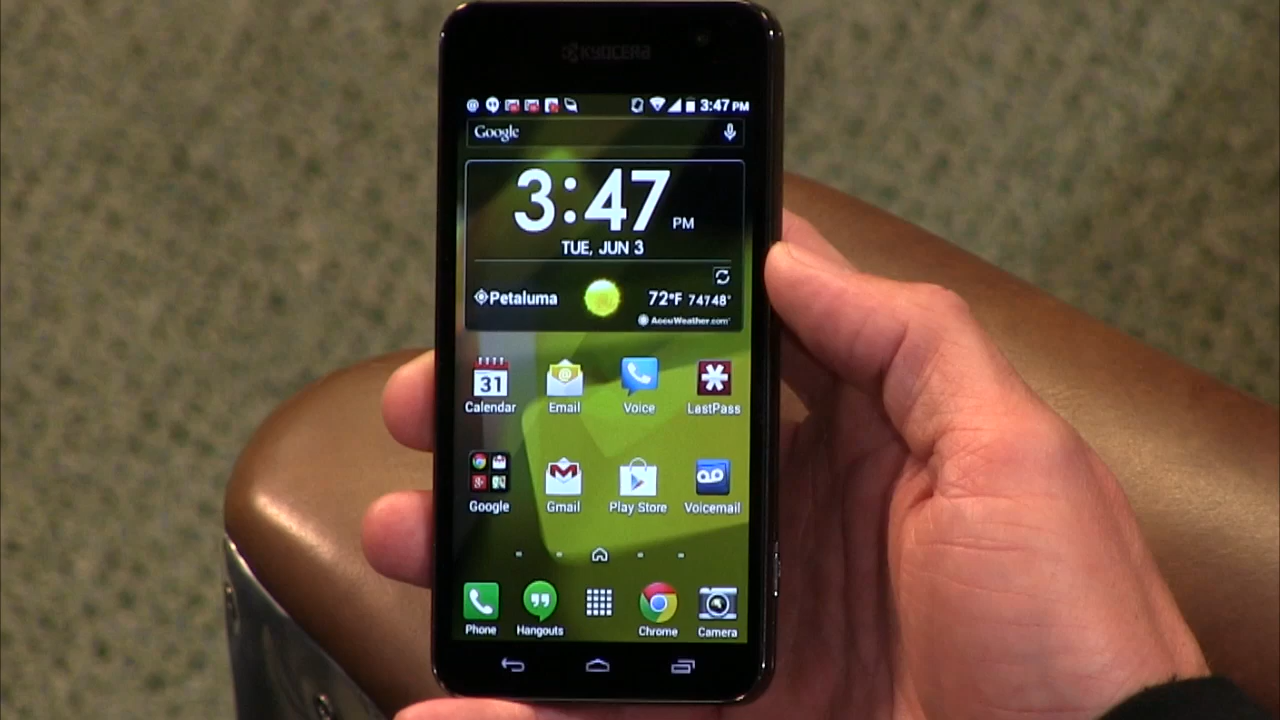 KYOCERA
3:47 PM
Google
3:47 PM
TUE, JUN 3
Petaluma 72°F 74°/48°
AccuWeather.com
31
Calendar Email Voice LastPass
Google Gmail Play Store Voicemail
Phone Hangouts Chrome Camera